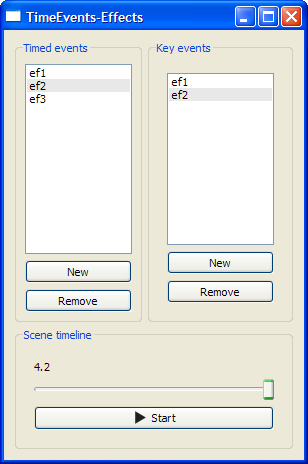 TimeEvents-Effects
Timed events
ef1
ef2
ef3
New
Remove
Key events
ef1
ef2
New
Remove
Scene timeline
4.2
Start